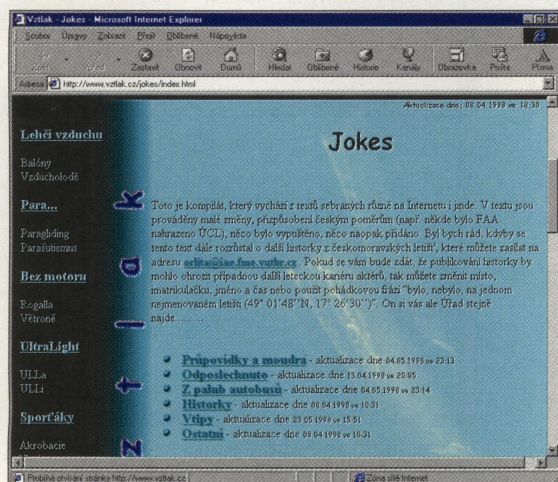 Vztlak - Jokes - Microsoft Internet Explorer
Soubor Úpravy Zobrazit Přejít Oblíbené Nápověda
Zpět Vpřed Zastavit Obnovit Domů Hledat Oblíbené Historie Kanály Obrazovka Pošta Písma
Adresa http://www.vztlak.cz/jokes/index.html
Aktualizace dne: 08.04.1998 ve 10:30
Lehčí vzduchu
Balóny
Vzducholodě
Para...
Paragliding
Parašutismus
Bez motoru
Rogalla
Větroně
UltraLight
ULLa
ULLi
Sporťáky
Akrobacie
z t l a k
Jokes
Toto je kompilát, který vychází z textů sebraných různě na Internetu i jinde. V textu jsou
prováděny malé změny, přizpůsobení českým poměrům (např. někde bylo FAA
nahrazeno ÚCL), něco bylo vypuštěno, něco naopak přidáno. Byl bych rád, kdyby se
tento text dále rozrůstal o další historky z českomoravských letišť, které můžete zasílat na
adresu orlita@iae.fme.vutbr.cz. Pokud se vám bude zdát, že publikování historky by
mohlo ohrozit případnou další leteckou kariéru aktérů, tak můžete změnit místo,
imatrikulačku, jméno a čas nebo použít pohádkovou frázi "bylo, nebylo, na jednom
nejmenovaném letišti (49° 01'48''N, 17° 26'30'')". On si vás ale Úřad stejně
najde..........
Průpovídky a moudra - aktualizace dne 04.05.1998 ve 23:13
Odposlechnuto - aktualizace dne 13.04.1998 ve 20:05
Z palub autobusů - aktualizace dne 04.05.1998 ve 23:14
Historky - aktualizace dne 08.04.1998 ve 10:31
Vtipy - aktualizace dne 23.05.1998 ve 15:51
Ostatní - aktualizace dne 08.04.1998 ve 10:31
Probíhá otvírání stránky http://www.vztlak.cz
Zóna sítě Internet